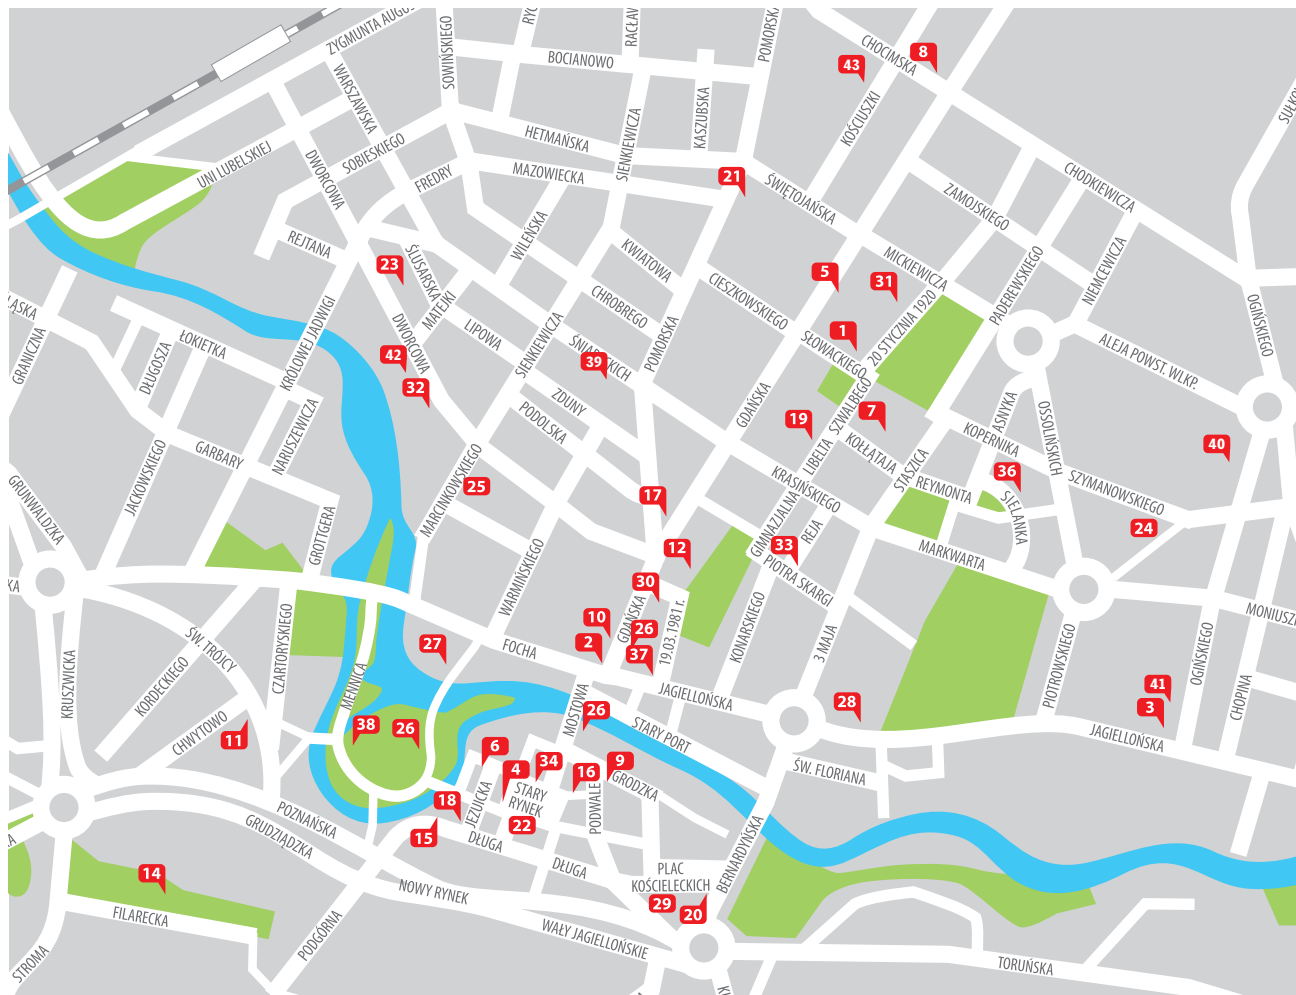 ZYGMUNTA AUGU
SOWIŃSKIEGO
RYC
RACŁAW
POMORSKA
BOCIANOWO
CHOCIMSKA
8
43
KOŚCIUSZKI
SUŁKO
WARSZAWSKA
SOBIESKIEGO
KASZUBSKA
HETMAŃSKA
SIENKIEWICZA
UNI LUBELSKIEJ
DWORCOWA
FREDRY
MAZOWIECKA
21
ŚWIĘTOJAŃSKA
ZAMOJSKIEGO
CHODKIEWICZA
REJTANA
23
ŚLUSARSKA
WILEŃSKA
KWIATOWA
MICKIEWICZA
5
31
PADEREWSKIEGO
NIEMCEWICZA
MATEJKI
CHROBREGO
CIESZKOWSKIEGO
20 STYCZNIA 1920
OGIŃSKIEGO
LĄSKA
GRANICZNA
DŁUGOSZA
ŁOKIETKA
KRÓLOWEJ JADWIGI
DWORCOWA
LIPOWA
SIENKIEWICZA
ŚNIADECKICH
39
POMORSKA
1
SŁOWACKIEGO
ALEJA POWST. WLKP.
42
32
ZDUNY
PODOLSKA
GDAŃSKA
19
SZWALBEGO
7
ASNYKA
OSSOLIŃSKICH
KOPERNIKA
40
NARUSZEWICZA
GARBARY
JACKOWSKIEGO
MARCINKOWSKIEGO
25
LIBELTA
KOŁŁĄTAJA
STASZICA
REYMONTA
36
SIELANKA
SZYMANOWSKIEGO
24
GRUNWALDZKA
GROTTGERA
17
KRASIŃSKIEGO
GIMNAZJALNA
REJA
12
33
PIOTRA SKARGI
MARKWARTA
KA
WARMIŃSKIEGO
30
GDAŃSKA
10
26
2
37
19.03.1981 r.
KONARSKIEGO
3 MAJA
PIOTROWSKIEGO
OGIŃSKIEGO
MONIUSZK
CZARTORYSKIEGO
ŚW. TRÓJCY
KORDECKIEGO
KRUSZWICKA
27
FOCHA
MENNICA
MOSTOWA
JAGIELLOŃSKA
28
41
3
CHOPINA
CHWYTOWO
11
38
26
26
STARY PORT
JAGIELLOŃSKA
6
4
34
16
9
GRODZKA
ŚW. FLORIANA
STARY
RYNEK
JEZUICKA
PODWALE
POZNAŃSKA
GRUDZIĄDZKA
18
15
22
DŁUGA
DŁUGA
BERNARDYŃSKA
PLAC
KOŚCIELECKICH
14
FILARECKA
NOWY RYNEK
29
20
PODGÓRNA
WAŁY JAGIELLOŃSKIE
STROMA
TORUŃSKA